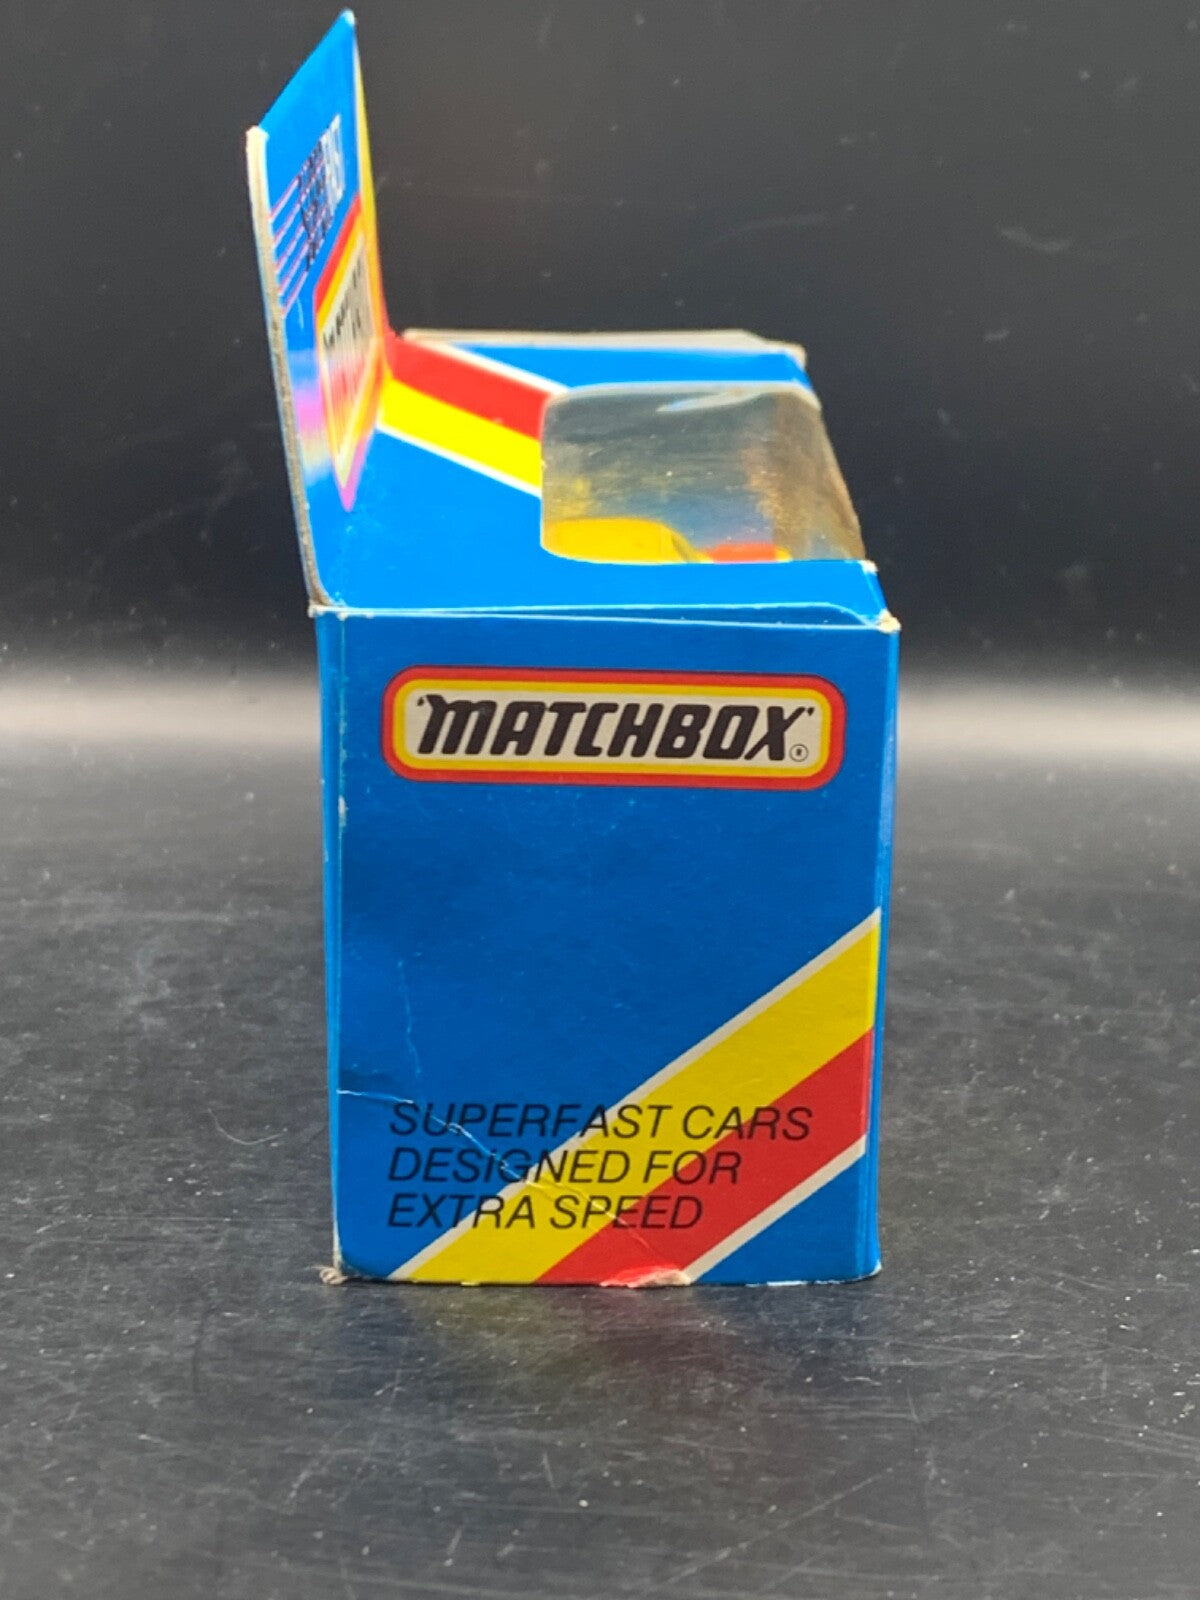 'MATCHBOX'®
SUPERFAST CARS
DESIGNED FOR
EXTRA SPEED